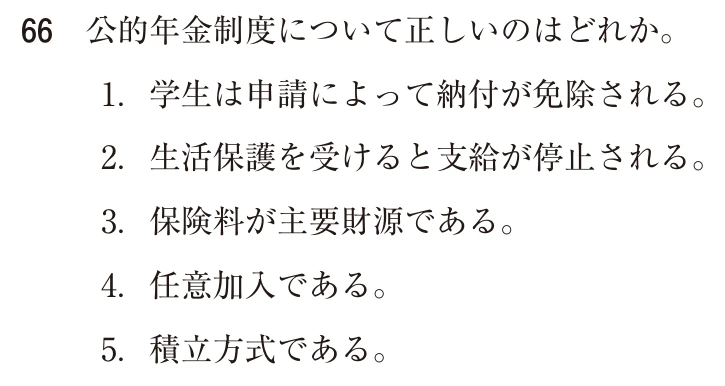 66 公的年金制度について正しいのはどれか。
1. 学生は申請によって納付が免除される。
2. 生活保護を受けると支給が停止される。
3. 保険料が主要財源である。
4. 任意加入である。
5. 積立方式である。